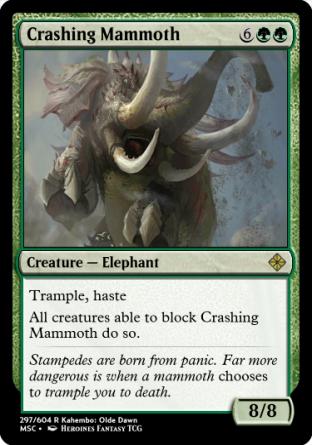 Crashing Mammoth 6
Creature — Elephant
Trample, haste
All creatures able to block Crashing
Mammoth do so.
Stampedes are born from panic. Far more
dangerous is when a mammoth chooses
to trample you to death.
8/8
297/604 R Kahembo: Olde Dawn
MSC • Heroines Fantasy TCG